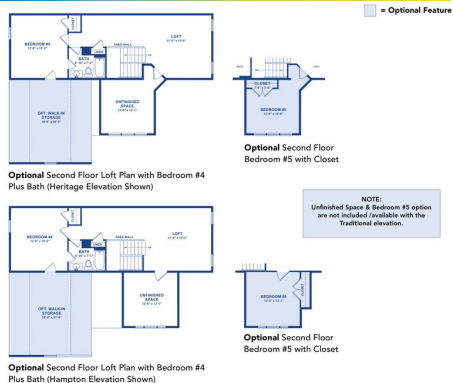 = Optional Feature
BEDROOM #4
CLOSET
LOFT
LINEN
KNEE WALL
BATH
OPT. WALK-IN
STORAGE
UNFINISHED
SPACE
Optional Second Floor Loft Plan with Bedroom #4
Plus Bath (Heritage Elevation Shown)
BATH
LOFT
CLOSET
BEDROOM #5
Optional Second Floor
Bedroom #5 with Closet
NOTE:
Unfinished Space & Bedroom #5 option
are not included /available with the
Traditional elevation.
BEDROOM #4
CLOSET
LOFT
LINEN
KNEE WALL
BATH
OPT. WALK-IN
STORAGE
UNFINISHED
SPACE
Optional Second Floor Loft Plan with Bedroom #4
Plus Bath (Hampton Elevation Shown)
BEDROOM #5
CLOSET
Optional Second Floor
Bedroom #5 with Closet